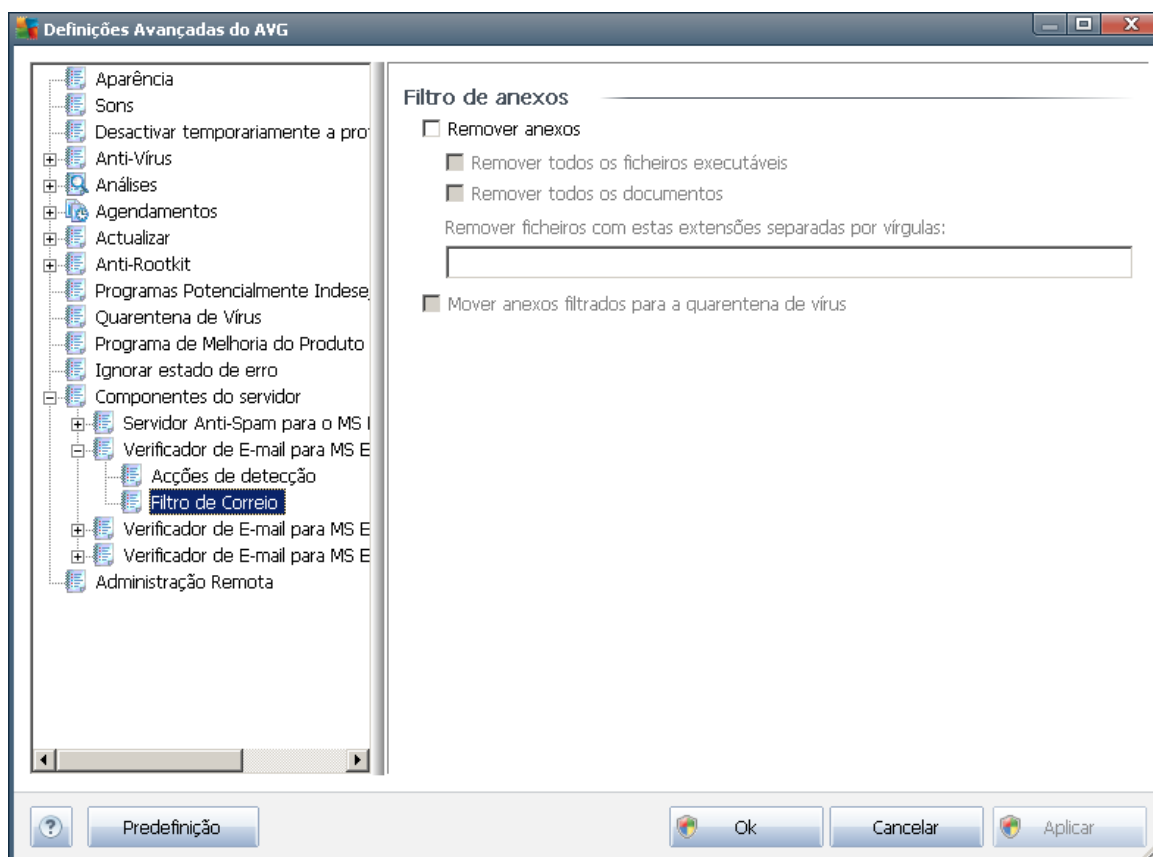 Definições Avançadas do AVG
Aparência
Sons
Desactivar temporariamente a pro
Anti-Vírus
Análises
Agendamentos
Actualizar
Anti-Rootkit
Programas Potencialmente Indese
Quarentena de Vírus
Programa de Melhoria do Produto
Ignorar estado de erro
Componentes do servidor
Servidor Anti-Spam para o MS
Verificador de E-mail para MS E
Acções de detecção
Filtro de Correio
Verificador de E-mail para MS E
Verificador de E-mail para MS E
Administração Remota
Filtro de anexos
Remover anexos
Remover todos os ficheiros executáveis
Remover todos os documentos
Remover ficheiros com estas extensões separadas por vírgulas:
Mover anexos filtrados para a quarentena de vírus
?
Predefinição
Ok
Cancelar
Aplicar